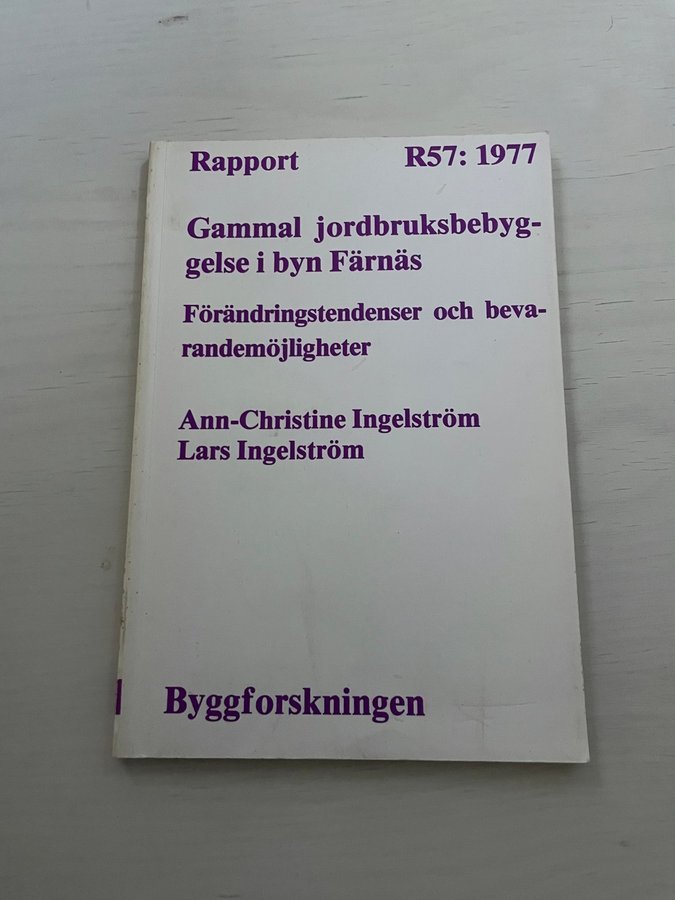 Rapport R57: 1977
Gammal jordbruksbebyg-
gelse i byn Färnäs
Förändringstendenser och beva-
randemöjligheter
Ann-Christine Ingelström
Lars Ingelström
Byggforskningen